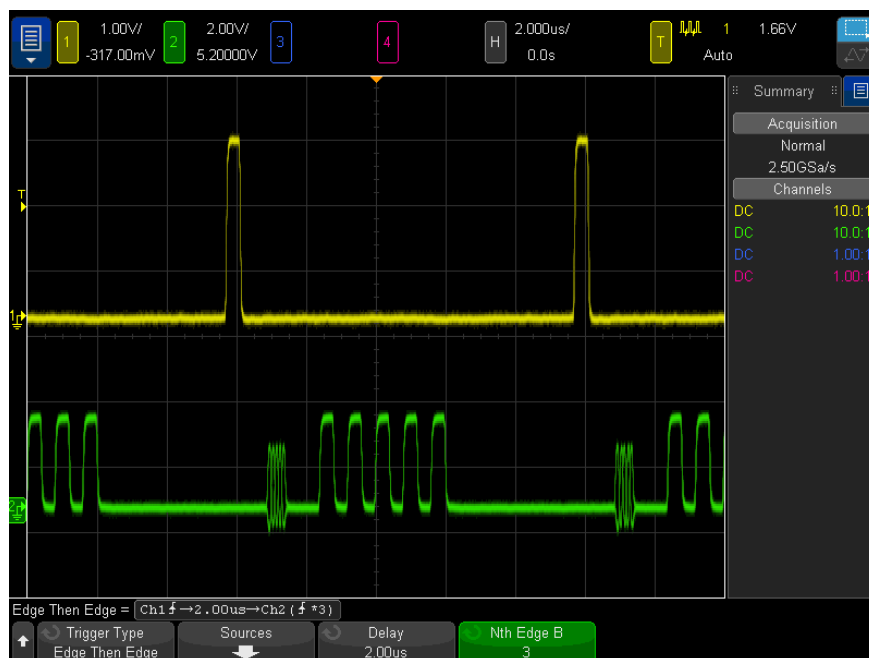 1 1.00V/ 2 2.00V/ 3 4 H 2.000us/ T 1 1.66V
-317.00mV 5.20000V 0.0s Auto
Summary
Acquisition
Normal
2.50GSa/s
Channels
DC 10.0:1
DC 10.0:1
DC 1.00:1
DC 1.00:1
T
1
2
Edge Then Edge = Ch1→2.00us→Ch2( *3)
Trigger Type Sources Delay Nth Edge B
Edge Then Edge 2.00us 3